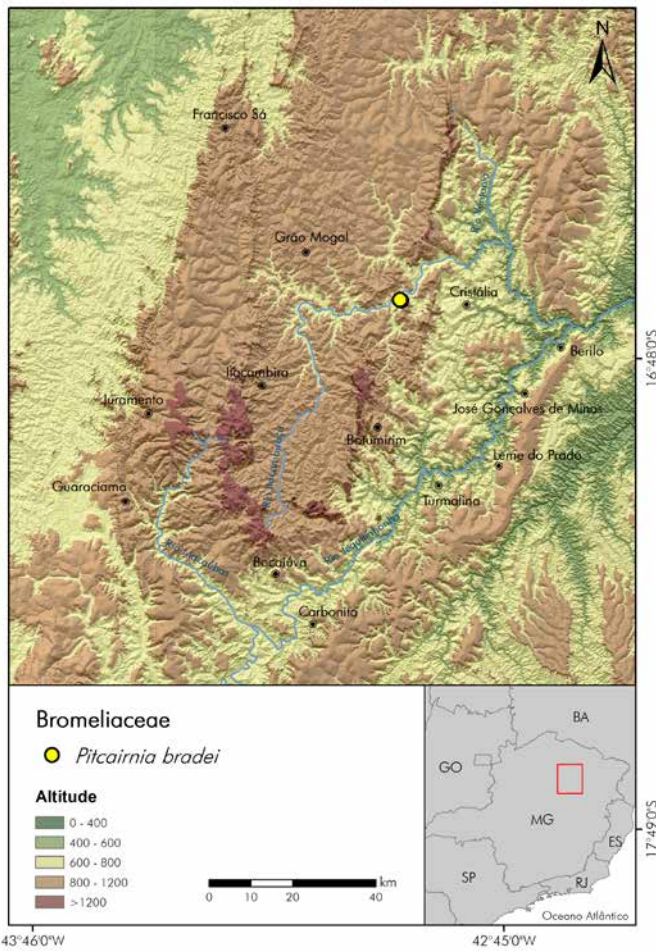 N
Francisco Sá
Grão Mogol
Cristália
Berilo
16°48'0"S
Itacambira
Juramento
José Gonçalves de Minas
Botumirim
Leme do Prado
Guaraciama
Turmalina
Rio Jequitinhonha
Bocaiúva
Carbonita
Bromeliaceae
Pitcairnia bradei
Altitude
0 - 400
400 - 600
600 - 800
800 - 1200
>1200
km
0 10 20 40
BA
GO
MG
ES
SP
RJ
Oceano Atlântico
17°49'0"S
43°46'0"W
42°45'0"W